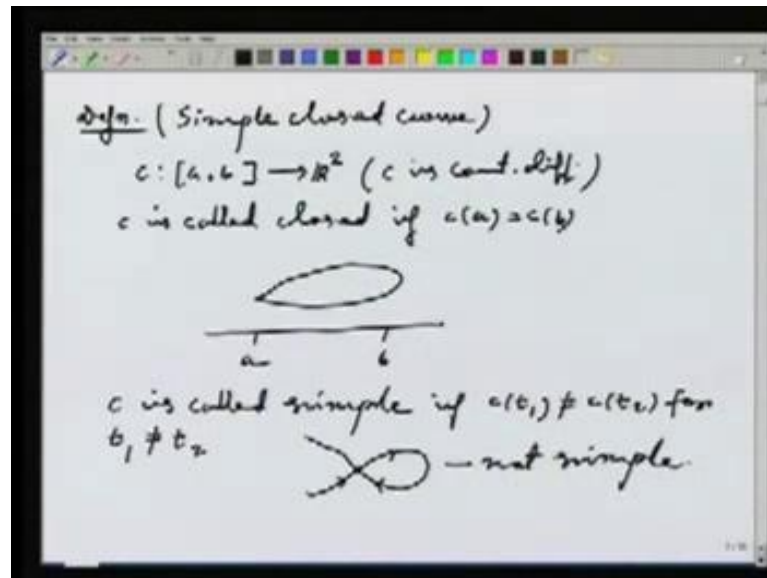 Defn. (Simple closed curve)
c : [a, b] → ℝ² (c is cont. diff.)
c is called closed if c(a) = c(b)
a b
c is called simple if c(t₁) ≠ c(t₂) for
t₁ ≠ t₂
– not simple.